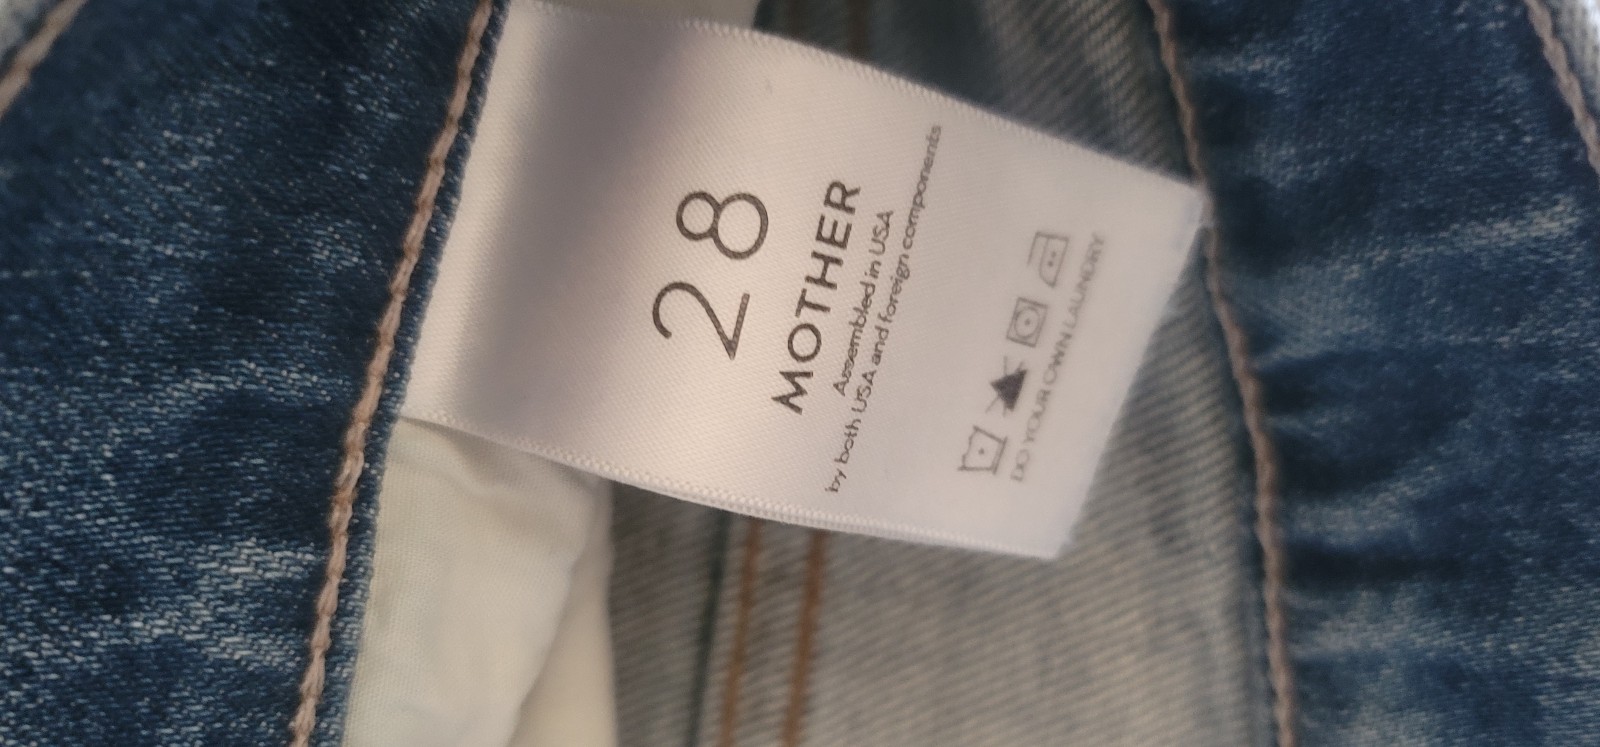 28
MOTHER
Assembled in USA
by both USA and foreign components
DO YOUR OWN LAUNDRY